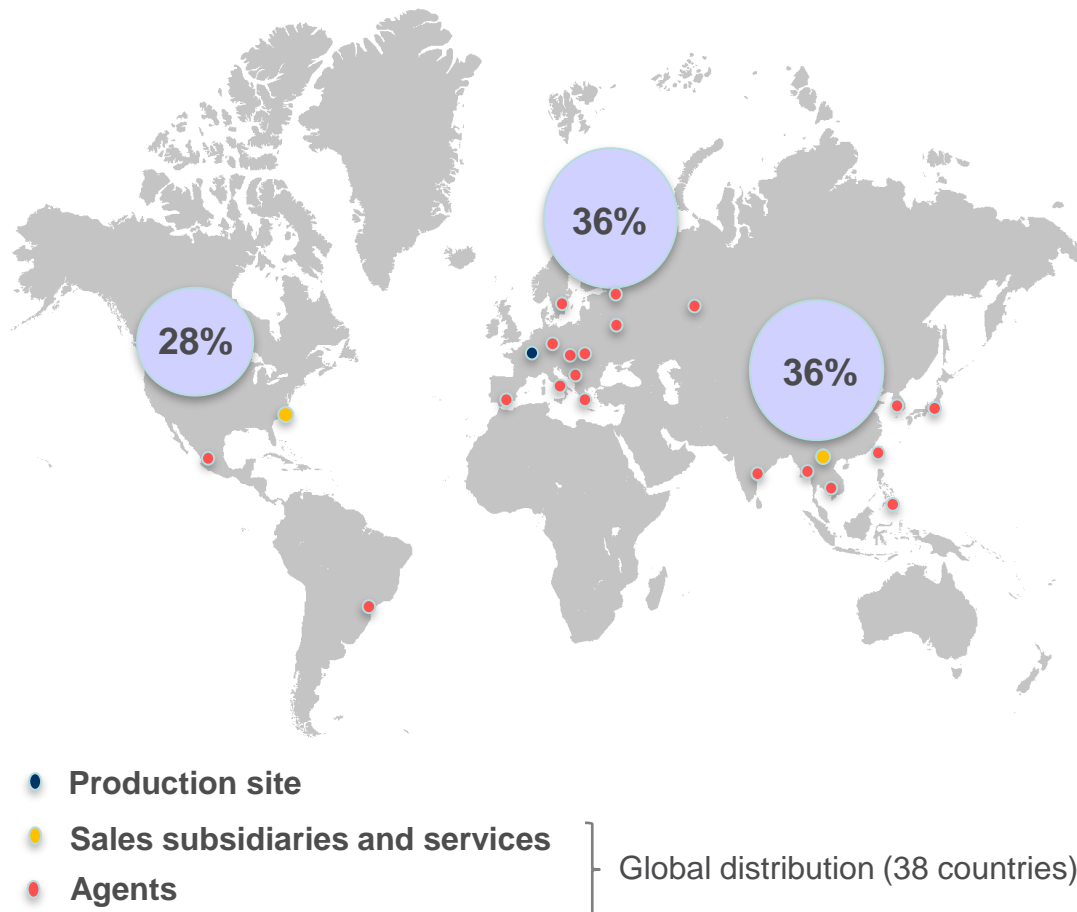 36%
28%
36%
Production site
Sales subsidiaries and services
Global distribution (38 countries)
Agents